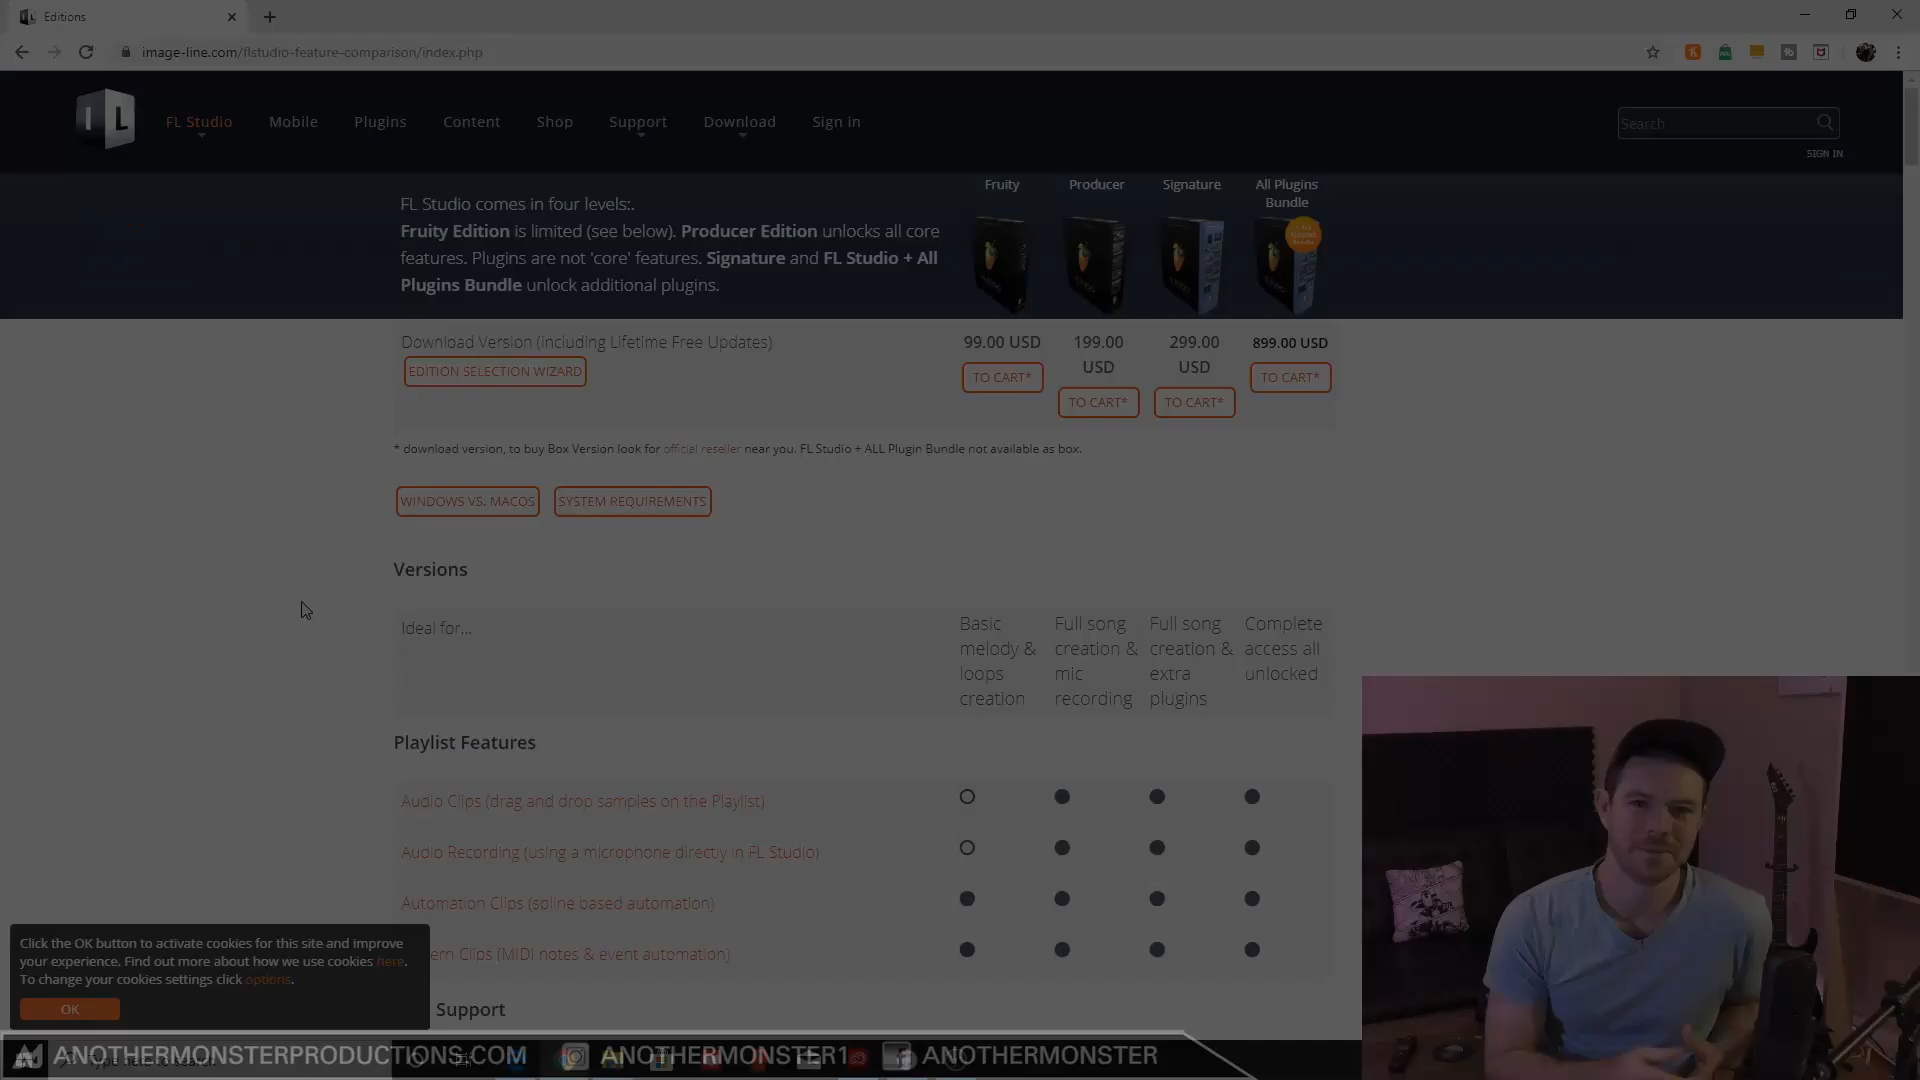 Editions
image-line.com/flstudio-feature-comparison/index.php
IL
FL Studio
Mobile
Plugins
Content
Shop
Support
Download
Sign in
Search
SIGN IN
FL Studio comes in four levels:.
Fruity Edition is limited (see below). Producer Edition unlocks all core
features. Plugins are not 'core' features. Signature and FL Studio + All
Plugins Bundle unlock additional plugins.
Fruity
Producer
Signature
All Plugins
Bundle
Download Version (including Lifetime Free Updates)
EDITION SELECTION WIZARD
99.00 USD
TO CART*
199.00
USD
TO CART*
299.00
USD
TO CART*
899.00 USD
TO CART*
* download version, to buy Box Version look for official reseller near you. FL Studio + ALL Plugin Bundle not available as box.
WINDOWS VS. MACOS
SYSTEM REQUIREMENTS
Versions
Ideal for...
Basic
melody &
loops
creation
Full song
creation &
mic
recording
Full song
creation &
extra
plugins
Complete
access all
unlocked
Playlist Features
Audio Clips (drag and drop samples on the Playlist)
Audio Recording (using a microphone directly in FL Studio)
Automation Clips (spline based automation)
ern Clips (MIDI notes & event automation)
Support
Click the OK button to activate cookies for this site and improve
your experience. Find out more about how we use cookies here.
To change your cookies settings click options.
OK
ANOTHERMONSTERPRODUCTIONS.COM
ANOTHERMONSTER1
ANOTHERMONSTER